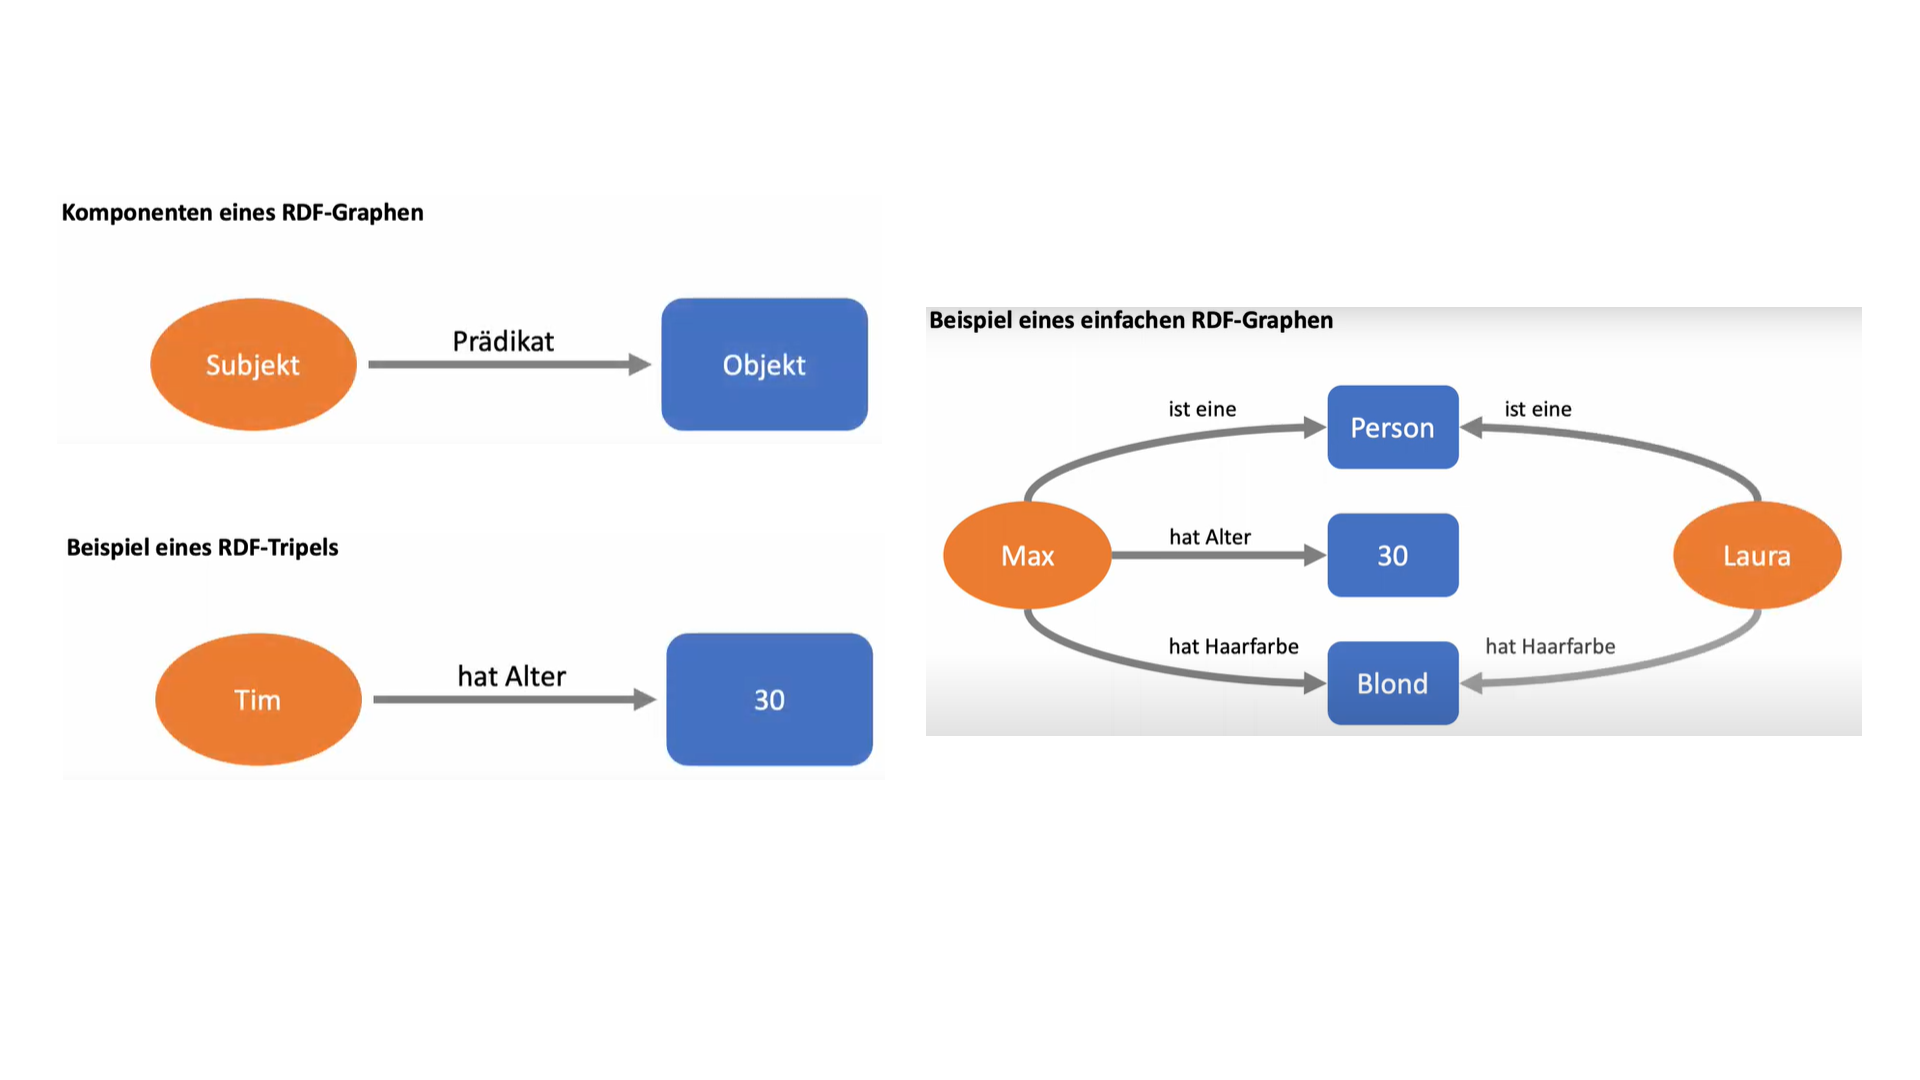 Komponenten eines RDF-Graphen
Subjekt
Prädikat
Objekt
Beispiel eines RDF-Tripels
Tim
hat Alter
30
Beispiel eines einfachen RDF-Graphen
ist eine
Person
ist eine
Max
hat Alter
30
Laura
hat Haarfarbe
Blond
hat Haarfarbe